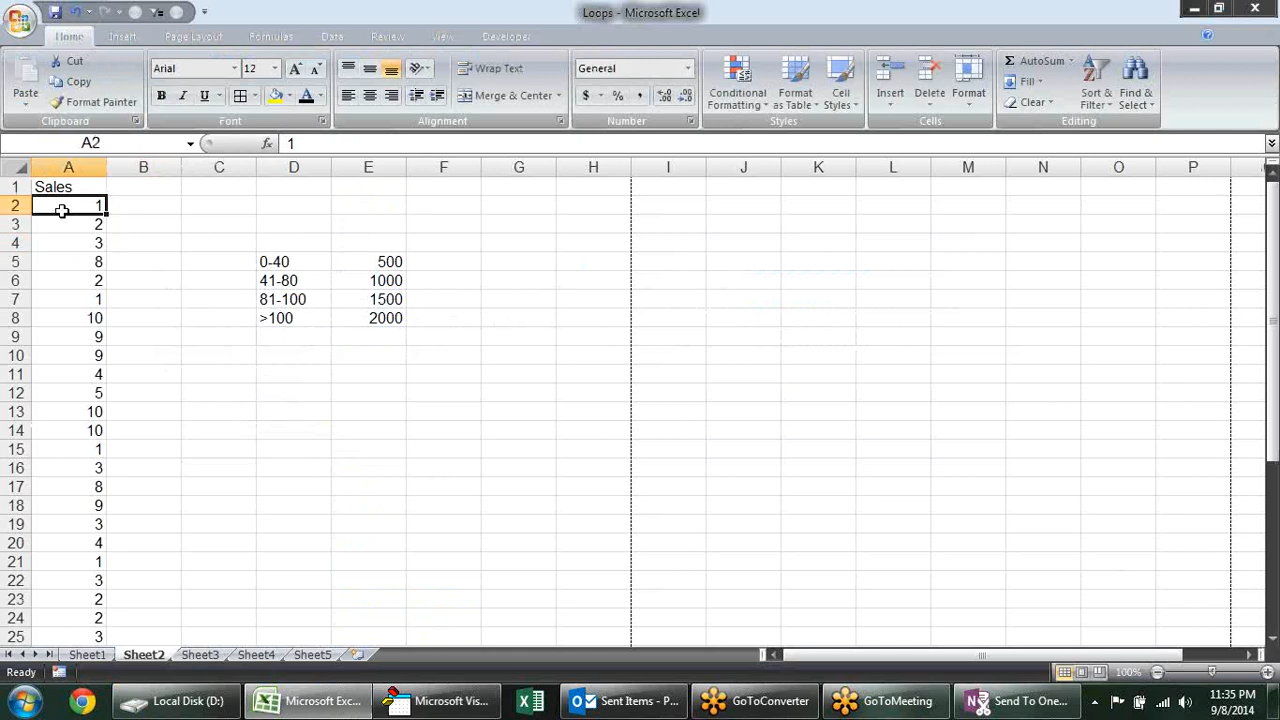 Loops - Microsoft Excel
Home Insert Page Layout Formulas Data Review View Developer
Paste Cut Copy Format Painter Clipboard
Arial 12 B I U A A A Font
Wrap Text Merge & Center Alignment
General $ % , Number
Conditional Formatting Format as Table Cell Styles Styles
Insert Delete Format Cells
Σ AutoSum Fill Clear Sort & Filter Find & Select Editing
A2 fx 1
A B C D E F G H I J K L M N O P
1 Sales
2 1
3 2
4 3
5 8 0-40 500
6 2 41-80 1000
7 1 81-100 1500
8 10 >100 2000
9 9
10 9
11 4
12 5
13 10
14 10
15 1
16 3
17 8
18 9
19 3
20 4
21 1
22 3
23 2
24 2
25 3
Sheet1 Sheet2 Sheet3 Sheet4 Sheet5
Ready 100%
Local Disk (D:) Microsoft Exc... Microsoft Vis... Sent Items - P... GoToConverter GoToMeeting Send To One... 11:35 PM
9/8/2014